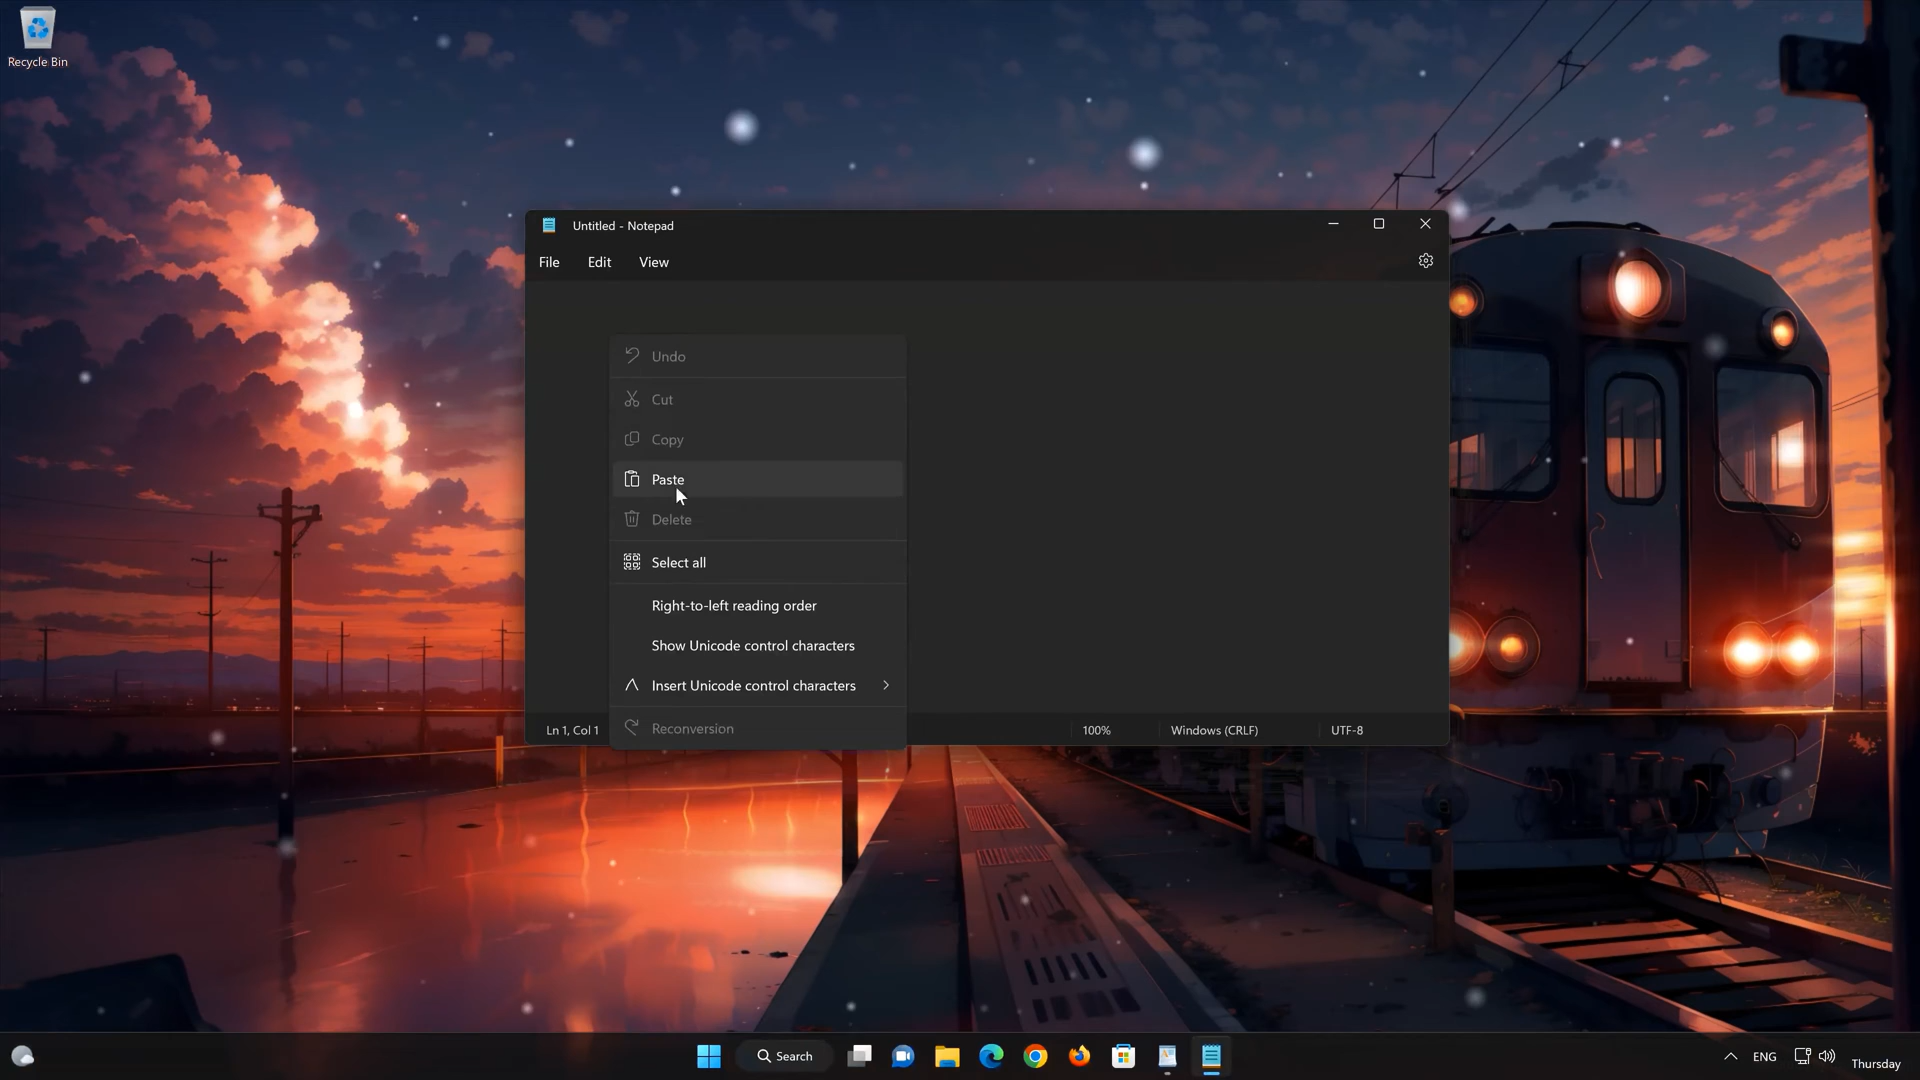 Recycle Bin
Untitled - Notepad
File Edit View
Undo
Cut
Copy
Paste
Delete
Select all
Right-to-left reading order
Show Unicode control characters
Insert Unicode control characters
Reconversion
Ln 1, Col 1 100% Windows (CRLF) UTF-8
Search
ENG
Thursday